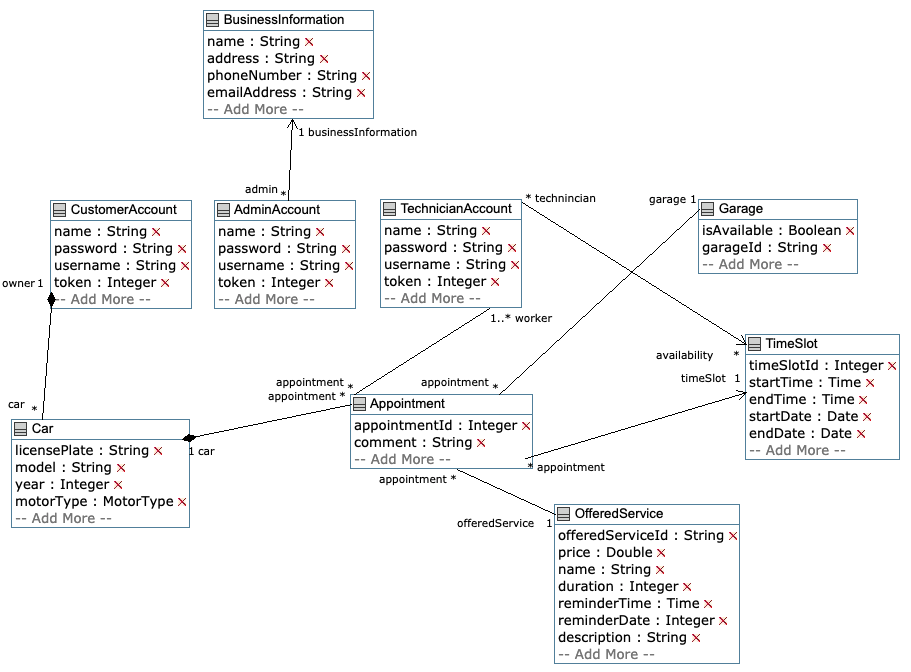 BusinessInformation
name : String ×
address : String ×
phoneNumber : String ×
emailAddress : String ×
-- Add More --
1 businessInformation
admin *
CustomerAccount
name : String ×
password : String ×
username : String ×
token : Integer ×
-- Add More --
owner 1
AdminAccount
name : String ×
password : String ×
username : String ×
token : Integer ×
-- Add More --
TechnicianAccount
name : String ×
password : String ×
username : String ×
token : Integer ×
-- Add More --
* technincian
garage 1
Garage
isAvailable : Boolean ×
garageId : String ×
-- Add More --
1..* worker
availability *
timeSlot 1
TimeSlot
timeSlotId : Integer ×
startTime : Time ×
endTime : Time ×
startDate : Date ×
endDate : Date ×
-- Add More --
appointment *
appointment *
appointment *
car *
Car
licensePlate : String ×
model : String ×
year : Integer ×
motorType : MotorType ×
-- Add More --
1 car
Appointment
appointmentId : Integer ×
comment : String ×
-- Add More --
* appointment
appointment *
offeredService 1
OfferedService
offeredServiceId : String ×
price : Double ×
name : String ×
duration : Integer ×
reminderTime : Time ×
reminderDate : Integer ×
description : String ×
-- Add More --